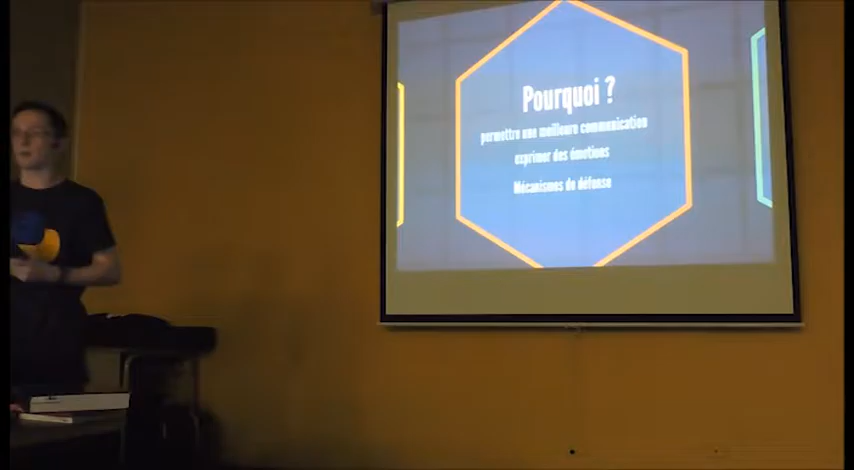 Pourquoi ?
permettre une meilleure communication
exprimer des émotions
Mécanismes de défense